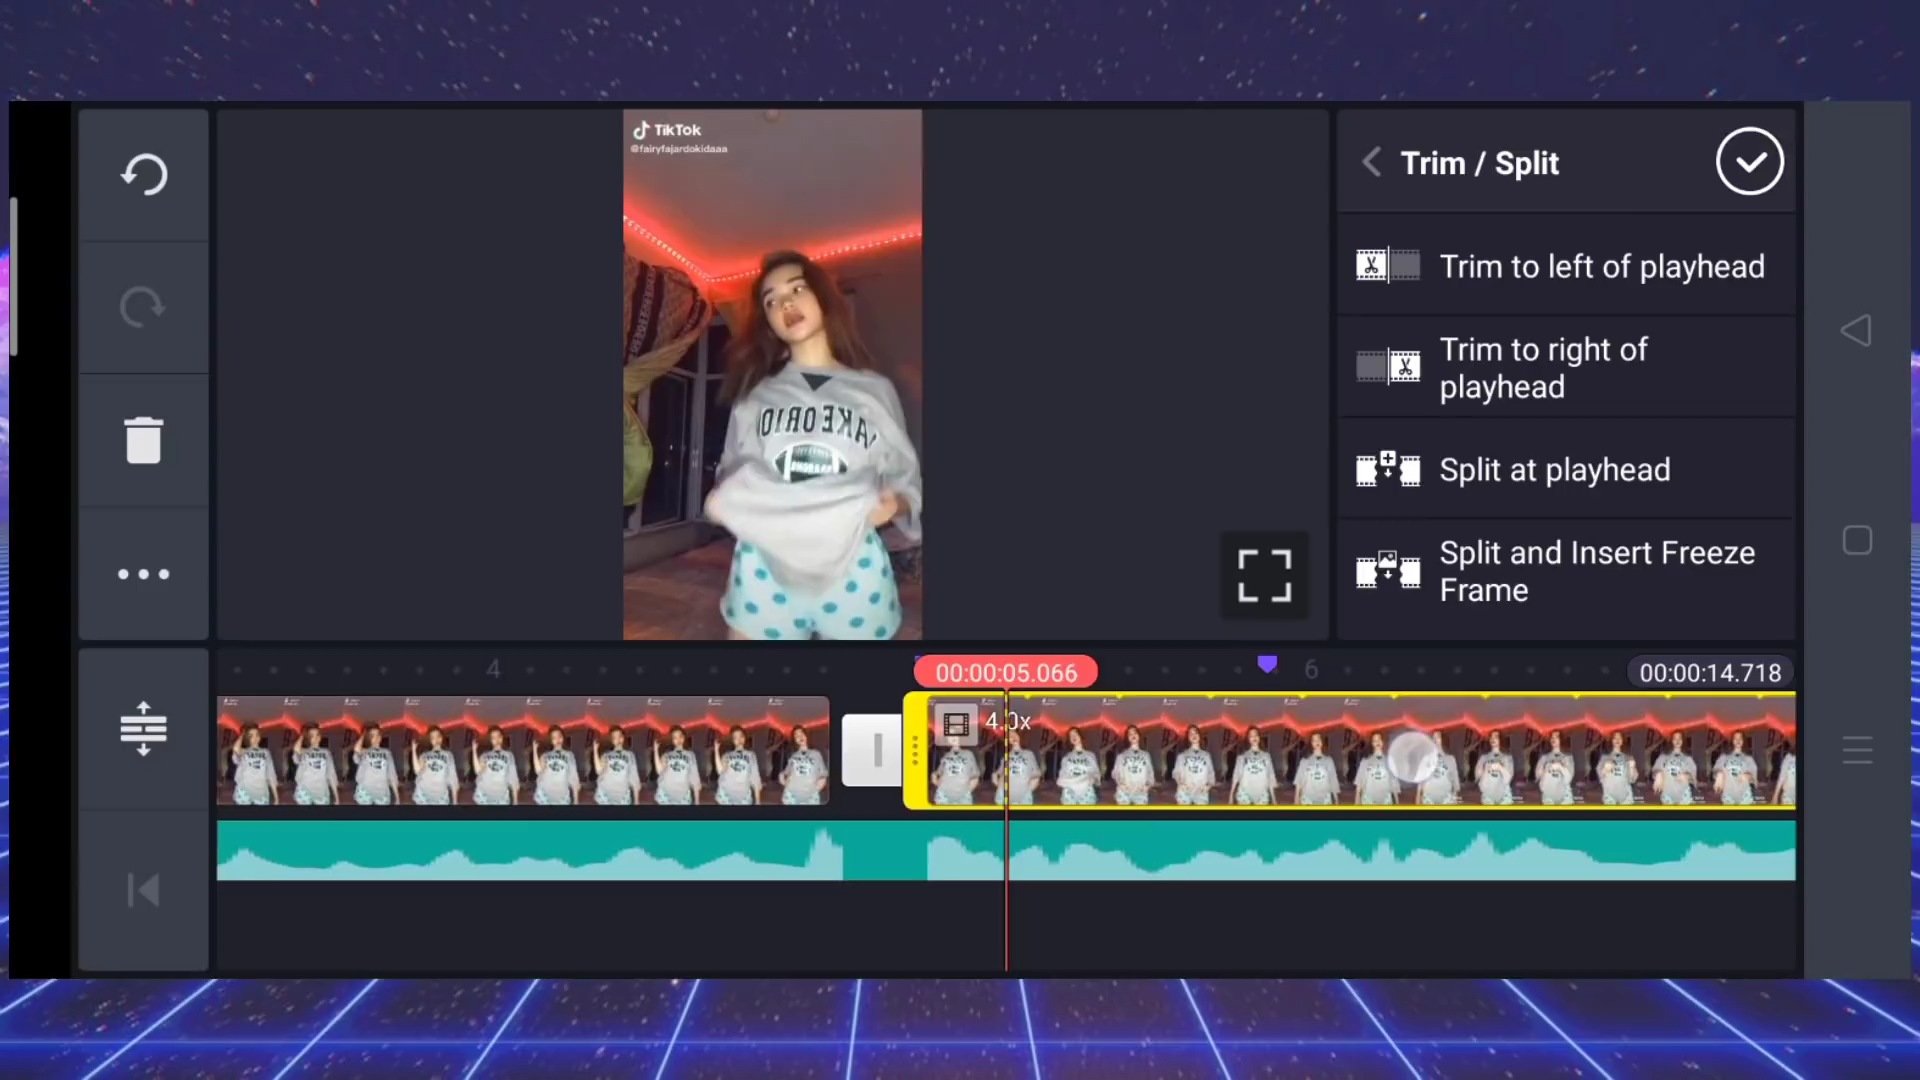 TikTok
@fairyfajardokidaaa
Trim / Split
Trim to left of playhead
Trim to right of
playhead
Split at playhead
Split and Insert Freeze
Frame
4
00:00:05.066
6
00:00:14.718
4.0x